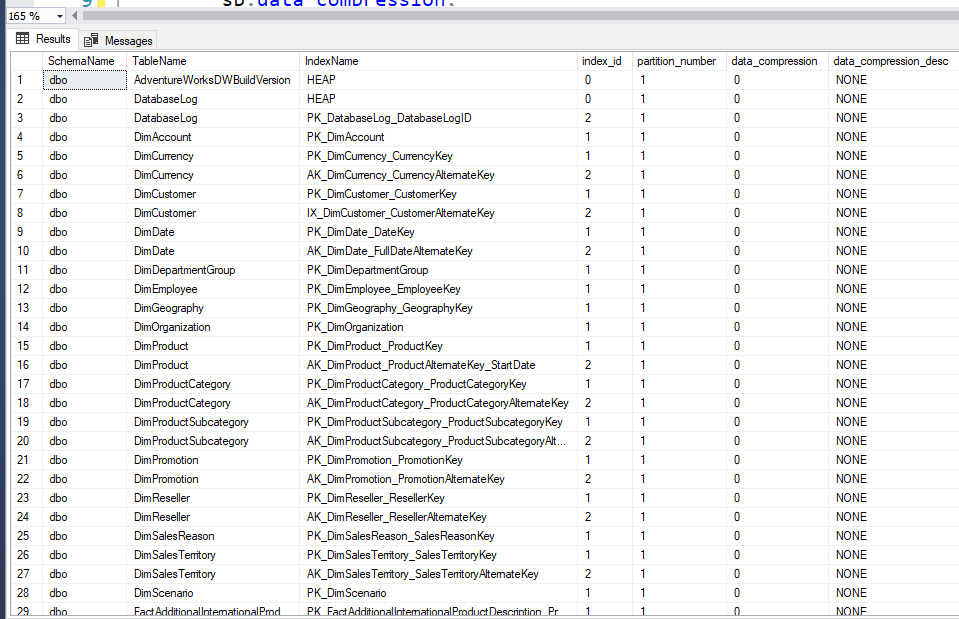 9 sp.data_compression.
165 %
Results Messages
SchemaName TableName IndexName index_id partition_number data_compression data_compression_desc
1 dbo AdventureWorksDWBuildVersion HEAP 0 1 0 NONE
2 dbo DatabaseLog HEAP 0 1 0 NONE
3 dbo DatabaseLog PK_DatabaseLog_DatabaseLogID 2 1 0 NONE
4 dbo DimAccount PK_DimAccount 1 1 0 NONE
5 dbo DimCurrency PK_DimCurrency_CurrencyKey 1 1 0 NONE
6 dbo DimCurrency AK_DimCurrency_CurrencyAlternateKey 2 1 0 NONE
7 dbo DimCustomer PK_DimCustomer_CustomerKey 1 1 0 NONE
8 dbo DimCustomer IX_DimCustomer_CustomerAlternateKey 2 1 0 NONE
9 dbo DimDate PK_DimDate_DateKey 1 1 0 NONE
10 dbo DimDate AK_DimDate_FullDateAlternateKey 2 1 0 NONE
11 dbo DimDepartmentGroup PK_DimDepartmentGroup 1 1 0 NONE
12 dbo DimEmployee PK_DimEmployee_EmployeeKey 1 1 0 NONE
13 dbo DimGeography PK_DimGeography_GeographyKey 1 1 0 NONE
14 dbo DimOrganization PK_DimOrganization 1 1 0 NONE
15 dbo DimProduct PK_DimProduct_ProductKey 1 1 0 NONE
16 dbo DimProduct AK_DimProduct_ProductAlternateKey_StartDate 2 1 0 NONE
17 dbo DimProductCategory PK_DimProductCategory_ProductCategoryKey 1 1 0 NONE
18 dbo DimProductCategory AK_DimProductCategory_ProductCategoryAlternateKey 2 1 0 NONE
19 dbo DimProductSubcategory PK_DimProductSubcategory_ProductSubcategoryKey 1 1 0 NONE
20 dbo DimProductSubcategory AK_DimProductSubcategory_ProductSubcategoryAlt... 2 1 0 NONE
21 dbo DimPromotion PK_DimPromotion_PromotionKey 1 1 0 NONE
22 dbo DimPromotion AK_DimPromotion_PromotionAlternateKey 2 1 0 NONE
23 dbo DimReseller PK_DimReseller_ResellerKey 1 1 0 NONE
24 dbo DimReseller AK_DimReseller_ResellerAlternateKey 2 1 0 NONE
25 dbo DimSalesReason PK_DimSalesReason_SalesReasonKey 1 1 0 NONE
26 dbo DimSalesTerritory PK_DimSalesTerritory_SalesTerritoryKey 1 1 0 NONE
27 dbo DimSalesTerritory AK_DimSalesTerritory_SalesTerritoryAlternateKey 2 1 0 NONE
28 dbo DimScenario PK_DimScenario 1 1 0 NONE
29 dbo FactAdditionalInternationalProd PK_FactAdditionalInternationalProductDescription_Pr 1 1 0 NONE